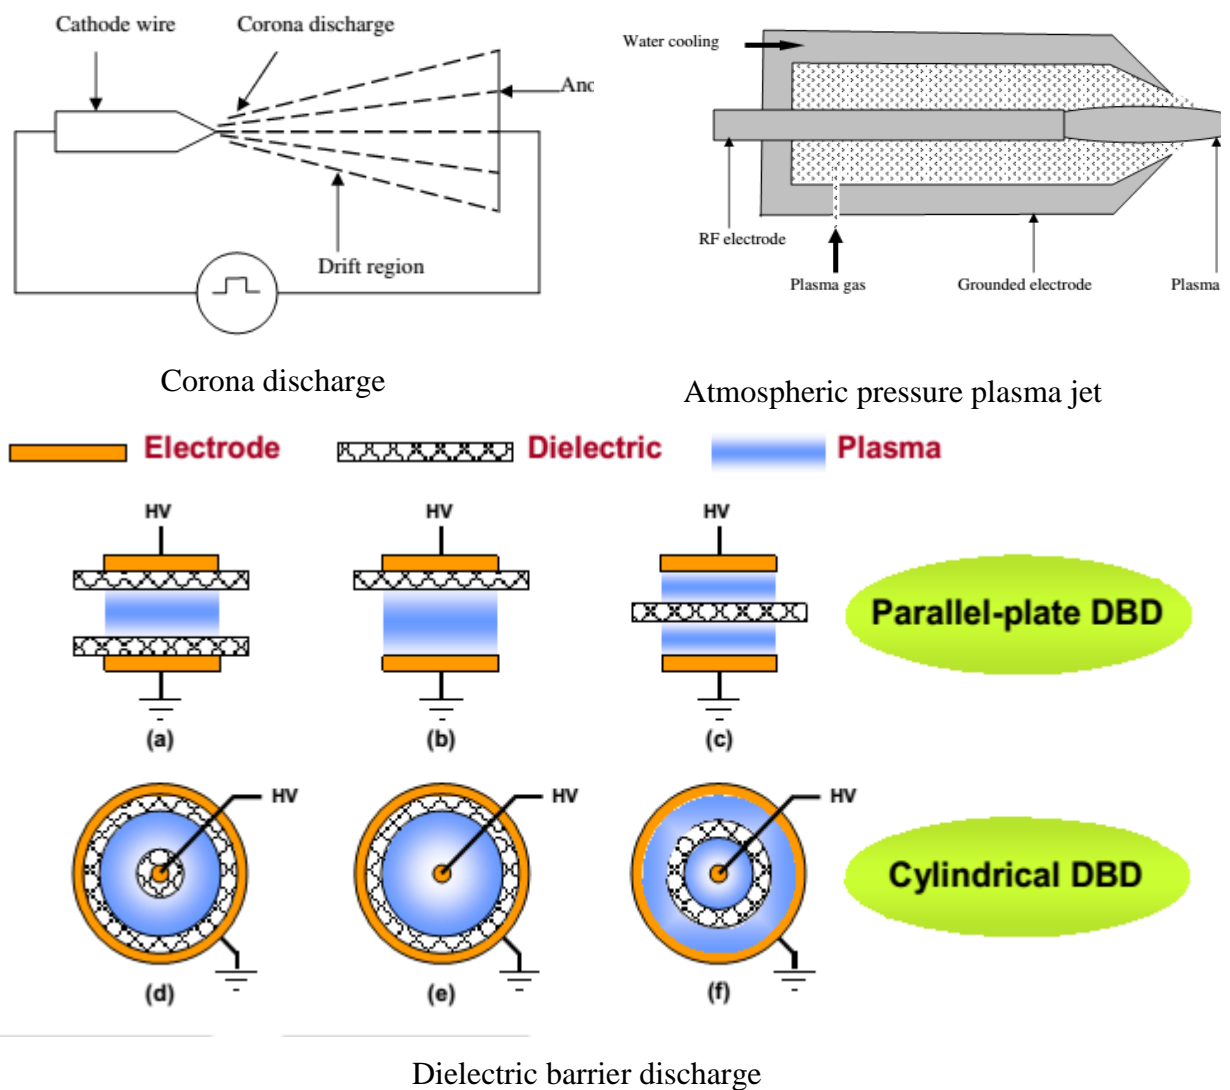 Cathode wire
Corona discharge
Drift region
Corona discharge
Water cooling
RF electrode
Plasma gas
Grounded electrode
Plasma
Atmospheric pressure plasma jet
Electrode
Dielectric
Plasma
HV
HV
HV
Parallel-plate DBD
(a)
(b)
(c)
HV
HV
HV
Cylindrical DBD
(d)
(e)
(f)
Dielectric barrier discharge